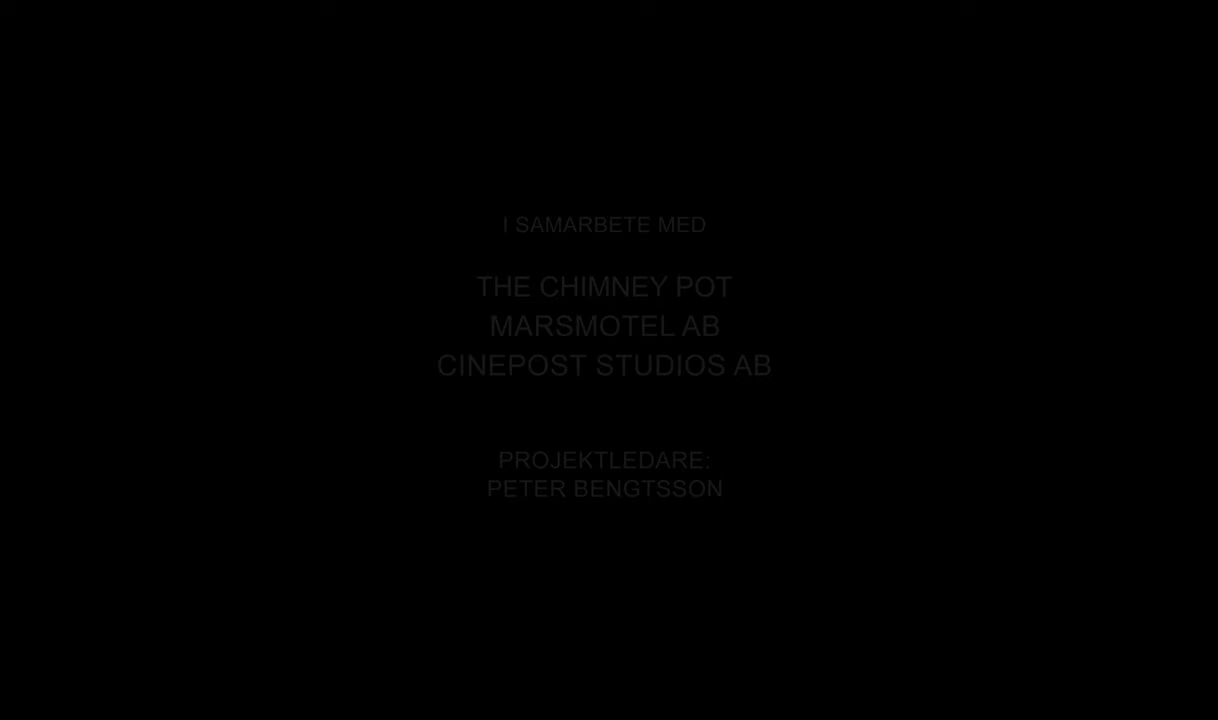 I SAMARBETE MED
THE CHIMNEY POT
MARSMOTEL AB
CINEPOST STUDIOS AB
PROJEKTLEDARE:
PETER BENGTSSON